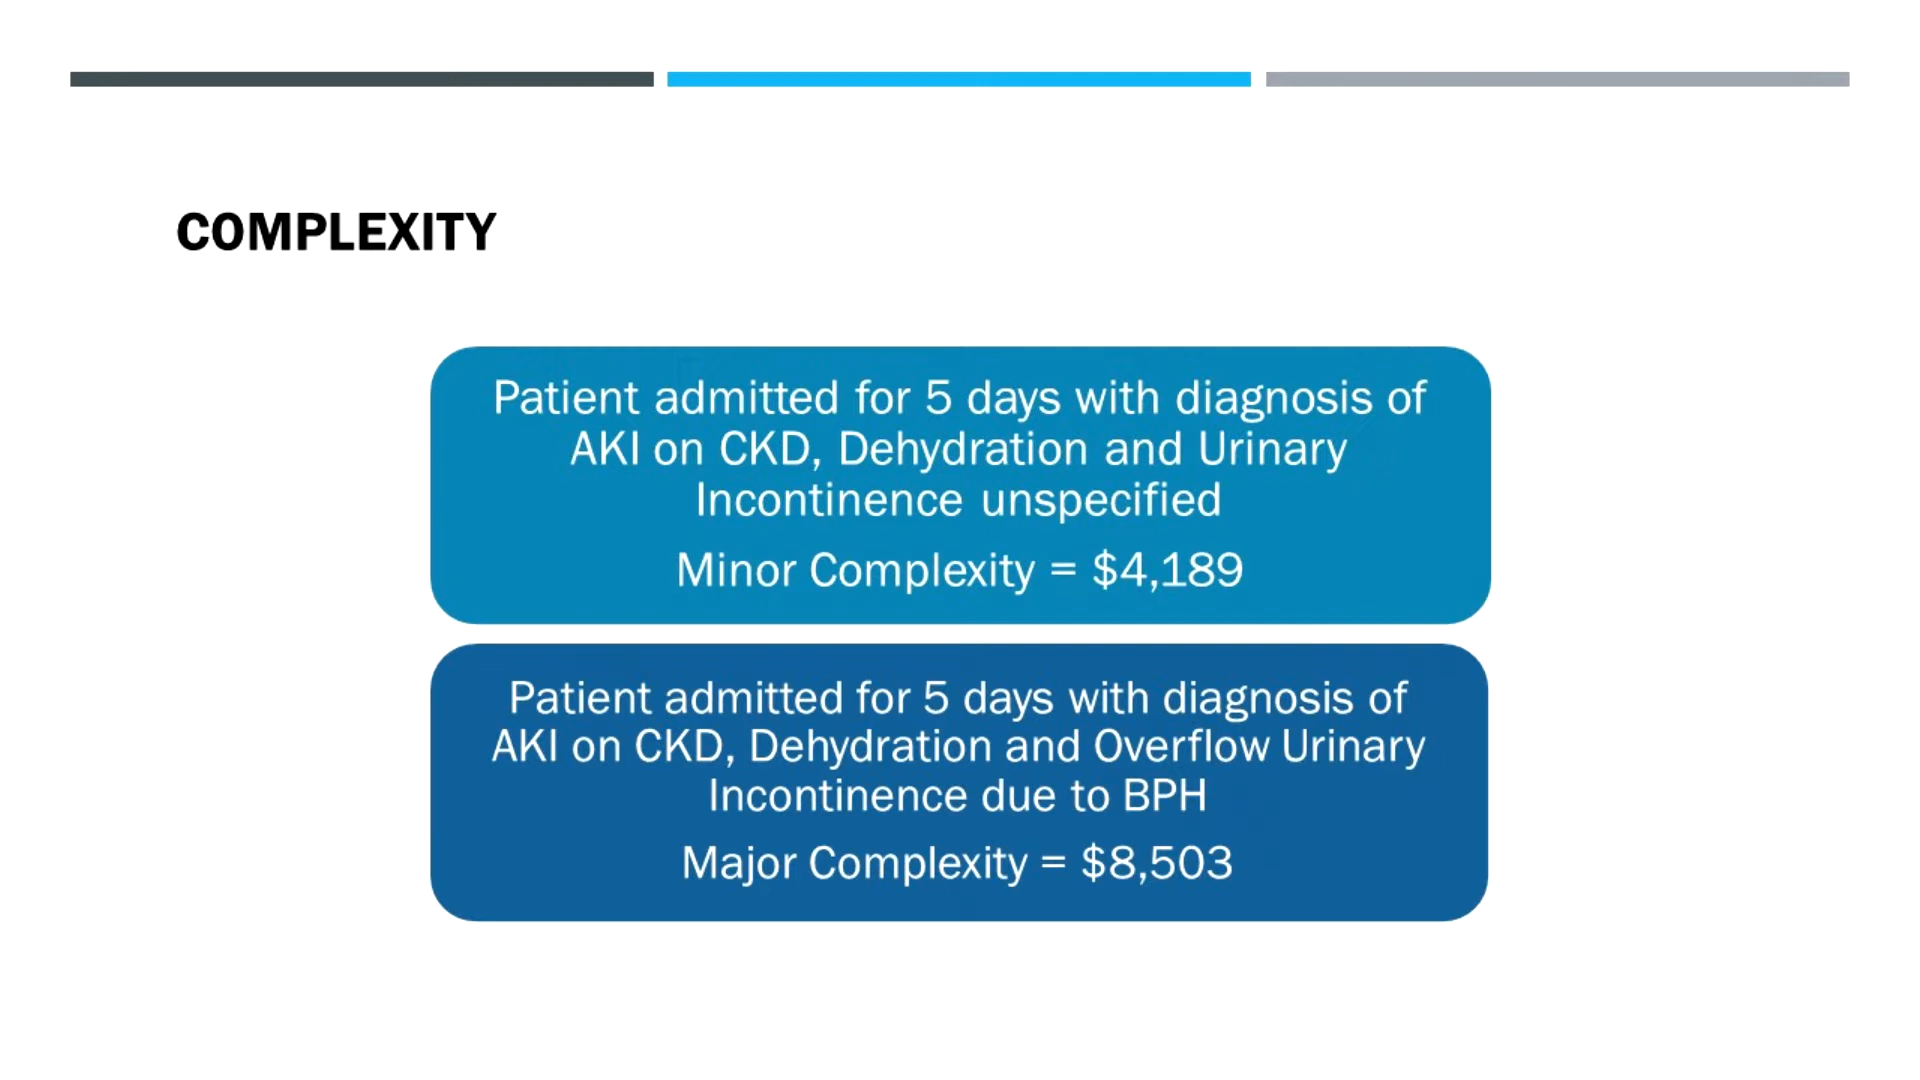 COMPLEXITY
Patient admitted for 5 days with diagnosis of
AKI on CKD, Dehydration and Urinary
Incontinence unspecified
Minor Complexity = $4,189
Patient admitted for 5 days with diagnosis of
AKI on CKD, Dehydration and Overflow Urinary
Incontinence due to BPH
Major Complexity = $8,503